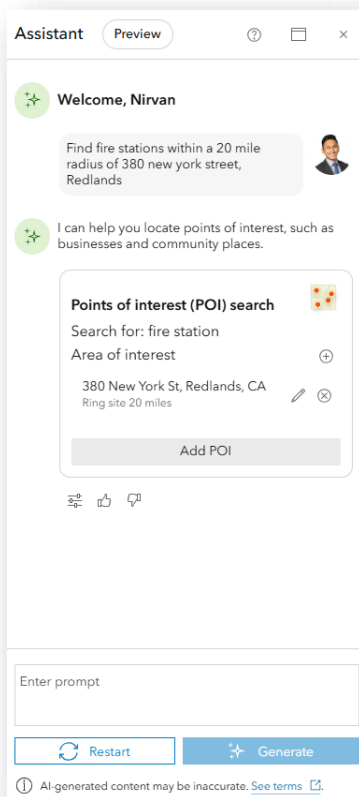 Assistant Preview
Welcome, Nirvan
Find fire stations within a 20 mile
radius of 380 new york street,
Redlands
I can help you locate points of interest, such as
businesses and community places.
Points of interest (POI) search
Search for: fire station
Area of interest
380 New York St, Redlands, CA
Ring site 20 miles
Add POI
Enter prompt
Restart
Generate
AI-generated content may be inaccurate. See terms.